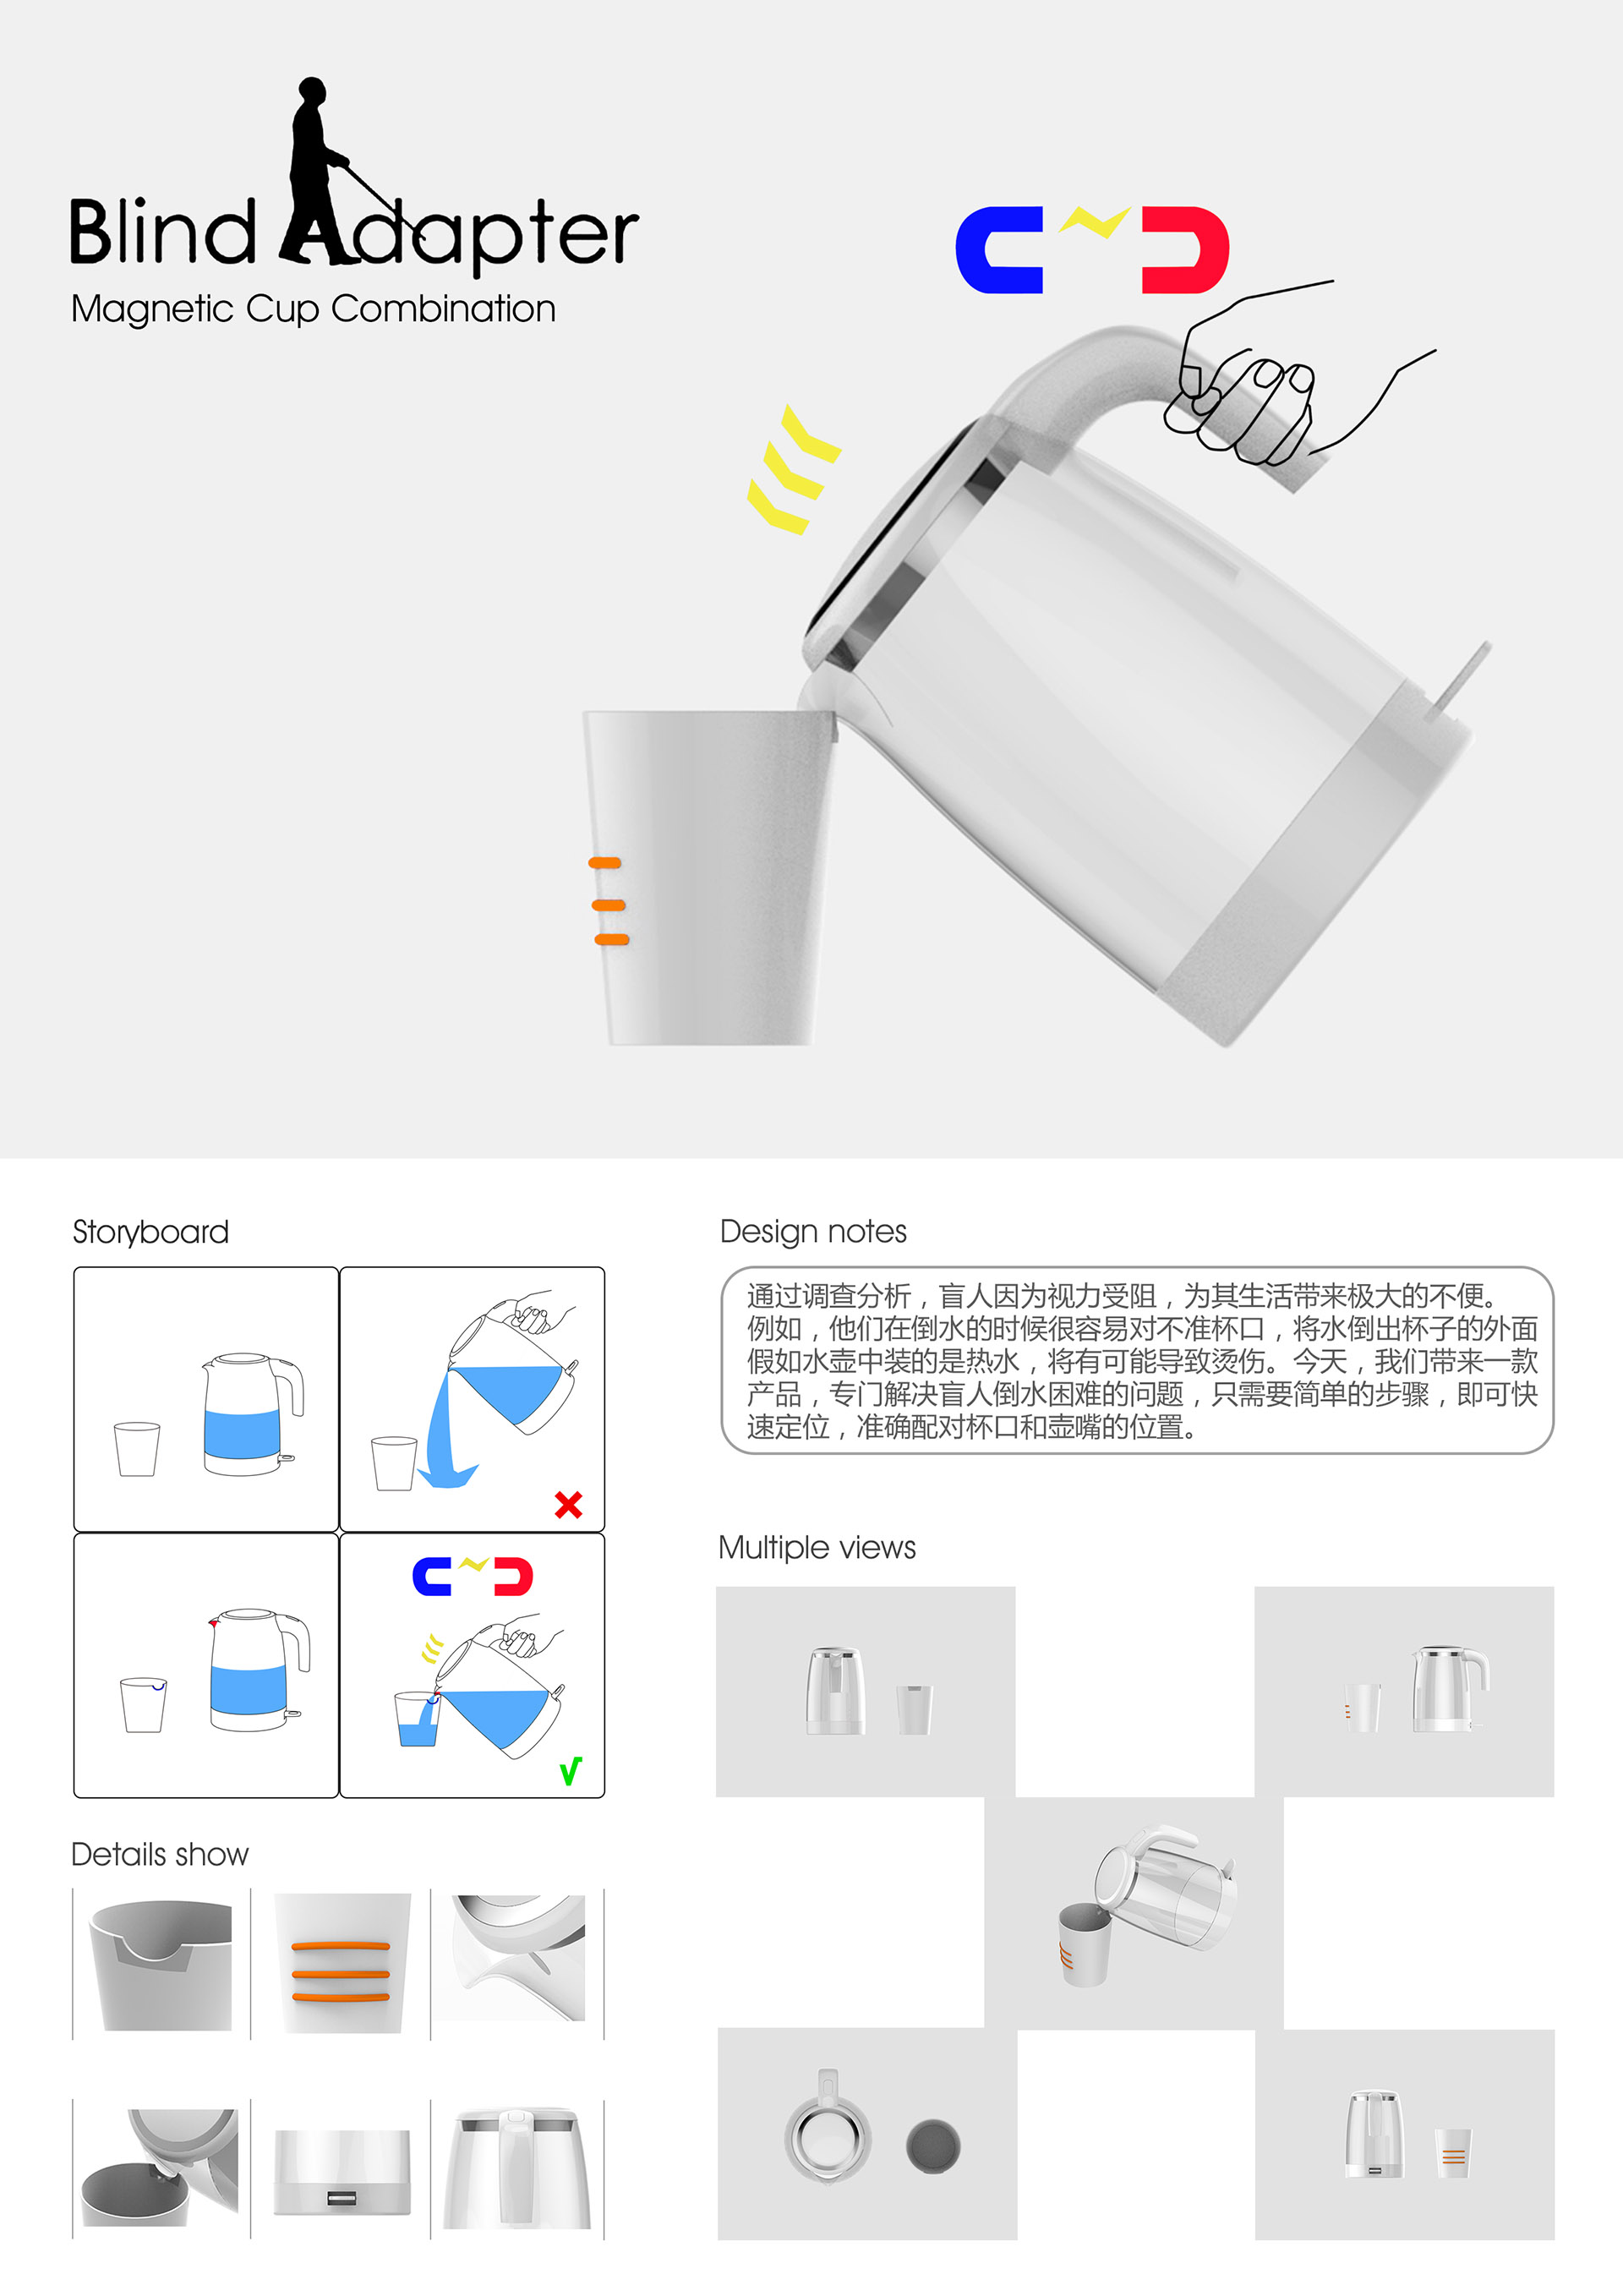 Blind Adapter
Magnetic Cup Combination
Storyboard
Design notes
通过调查分析，盲人因为视力受阻，为其生活带来极大的不便。
例如，他们在倒水的时候很容易对不准杯口，将水倒出杯子的外面
假如水壶中装的是热水，将有可能导致烫伤。今天，我们带来一款
产品，专门解决盲人倒水困难的问题，只需要简单的步骤，即可快
速定位，准确配对杯口和壶嘴的位置。
Multiple views
Details show